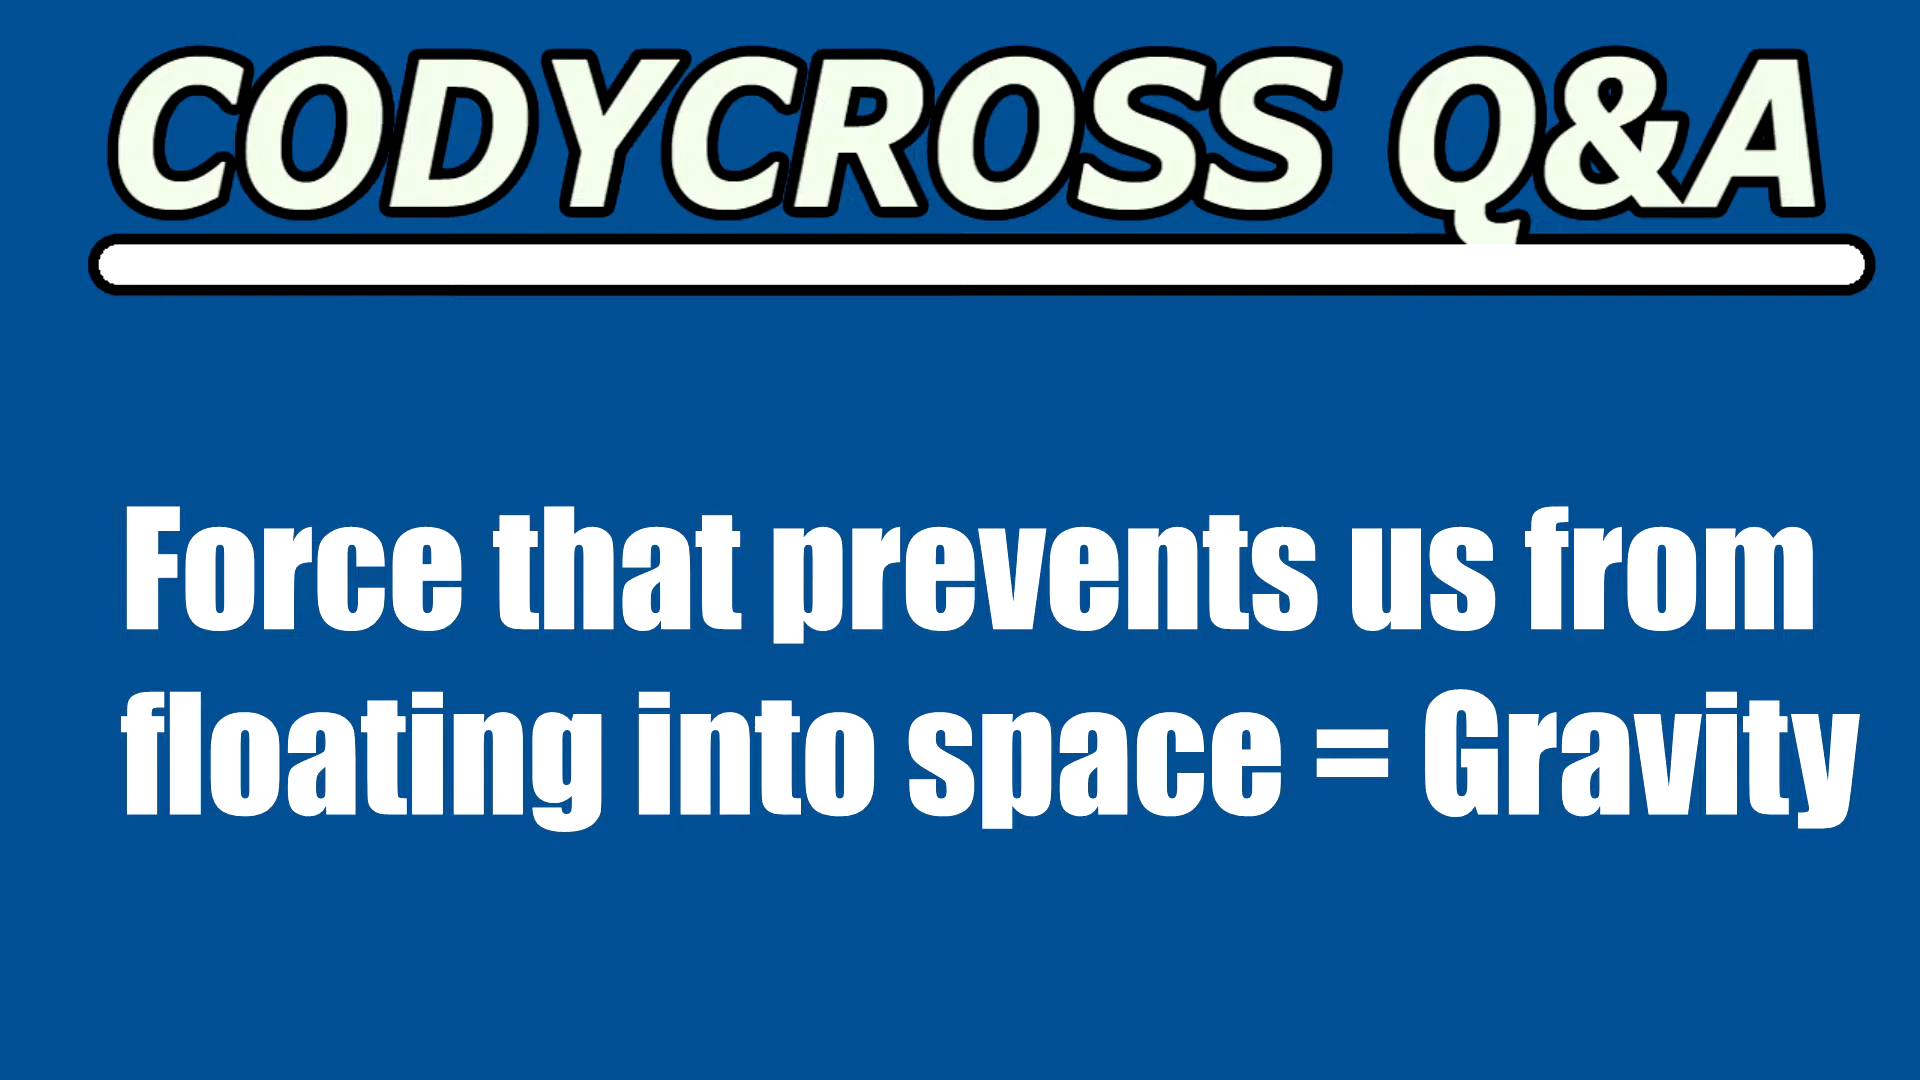 CODYCROSS Q&A
Force that prevents us from
floating into space = Gravity